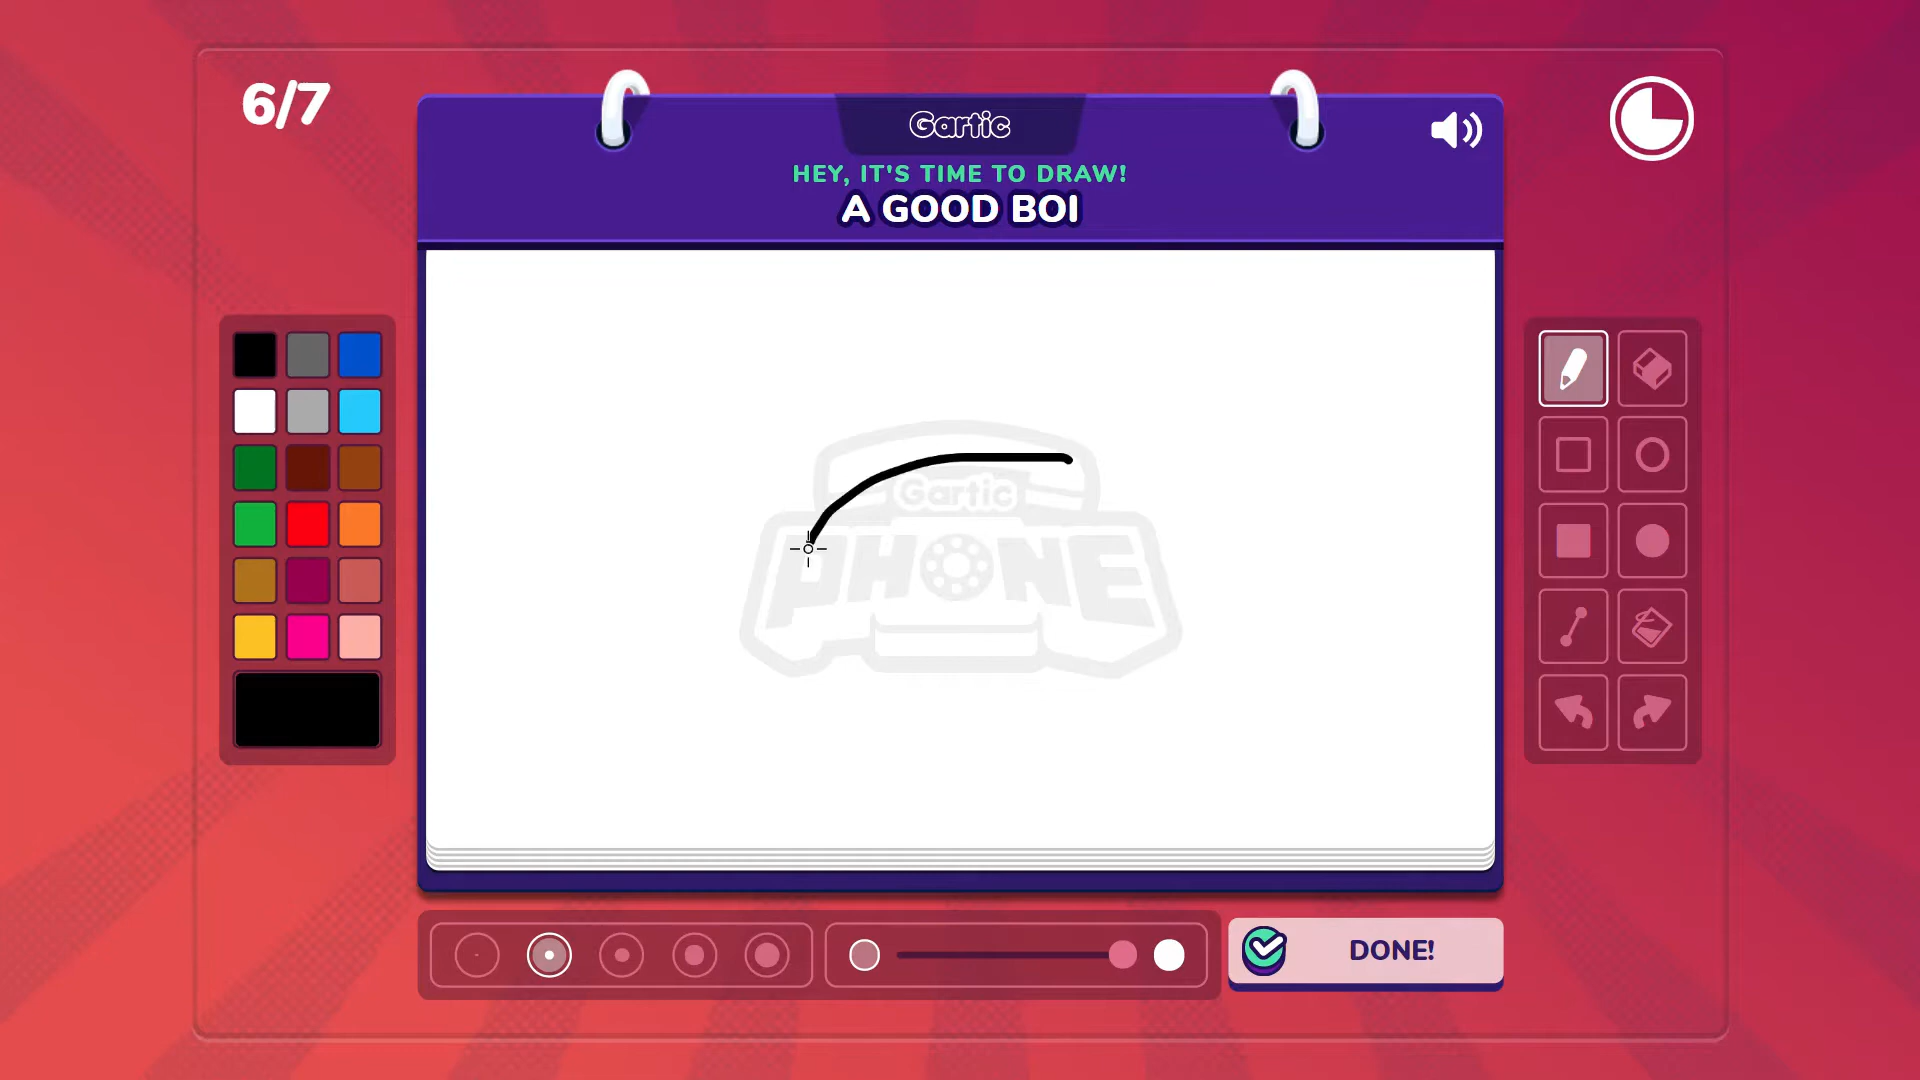 6/7
Gartic
HEY, IT'S TIME TO DRAW!
A GOOD BOI
Gartic
PHONE
DONE!